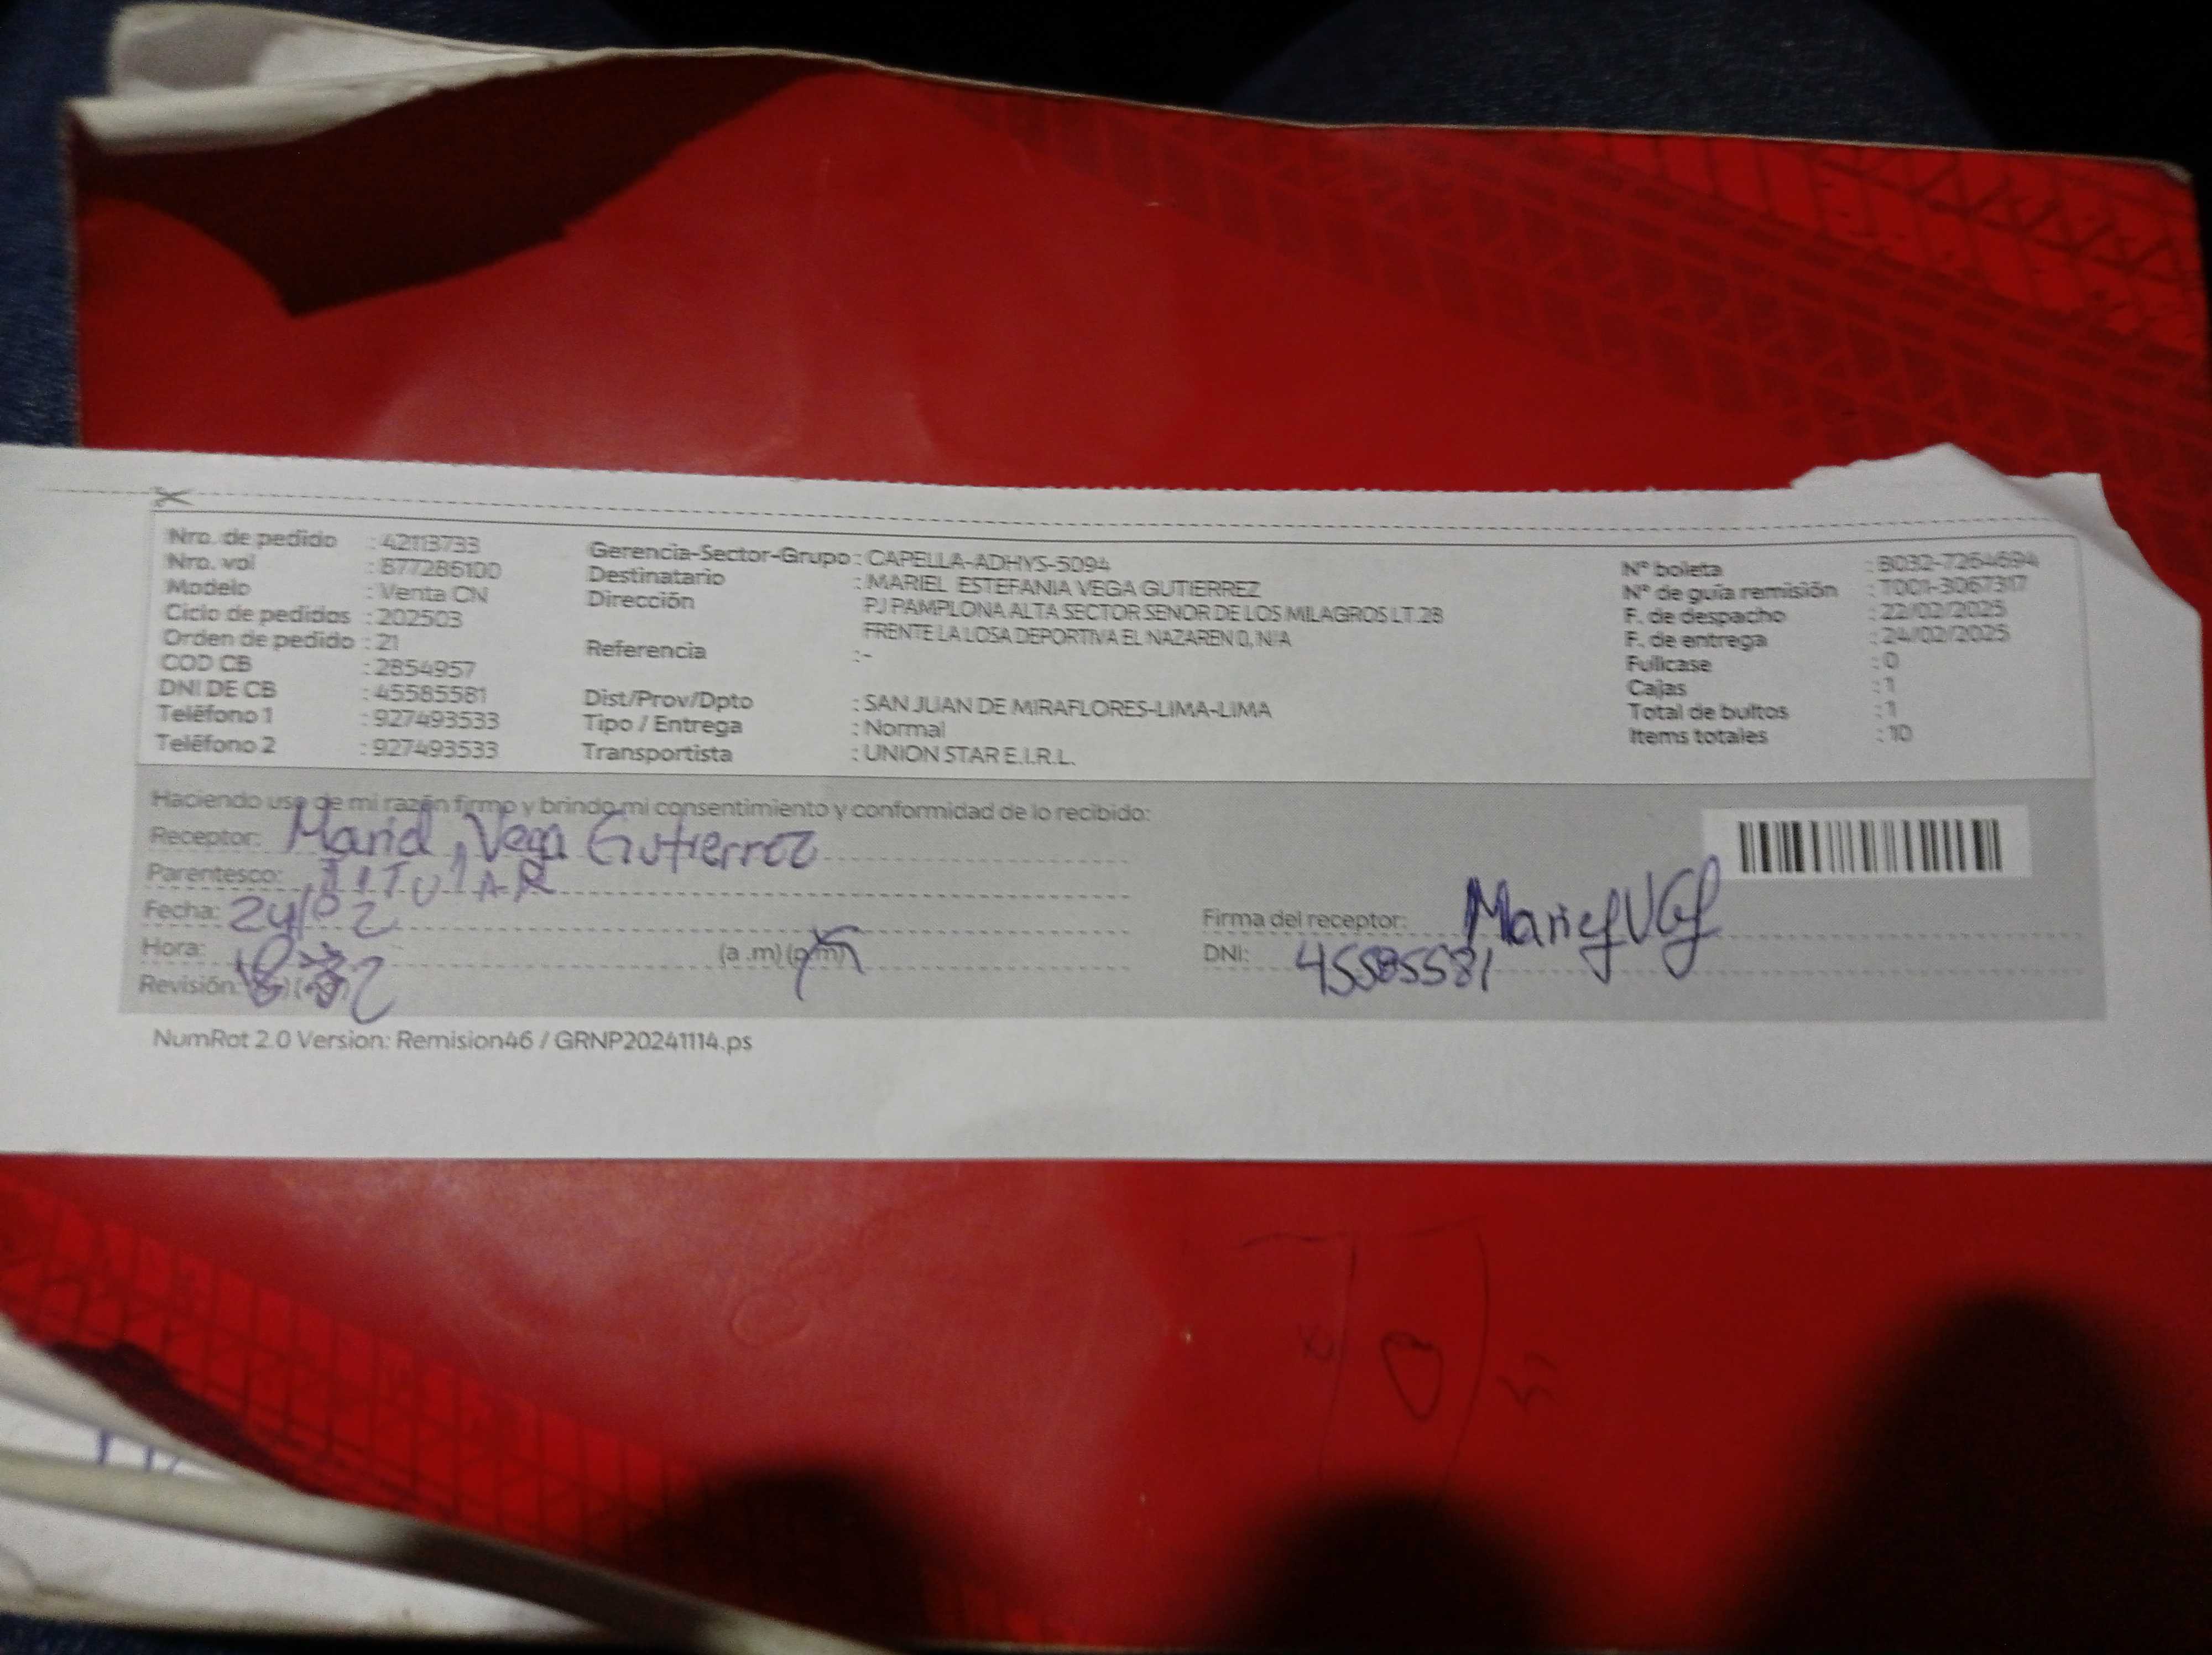 Nro. de pedido : 42113733
Nro. vol : 877286100
Modelo : Venta CN
Ciclo de pedidos : 202503
Orden de pedido : 21
COD CB : 2854957
DNI DE CB : 45585581
Teléfono 1 : 927493533
Teléfono 2 : 927493533
Gerencia-Sector-Grupo : CAPELLA-ADHYS-5094
Destinatario : MARIEL ESTEFANIA VEGA GUTIERREZ
Dirección PJ PAMPLONA ALTA SECTOR SENOR DE LOS MILAGROS LT.28
FRENTE LA LOSA DEPORTIVA EL NAZAREN 0, N/A
Referencia :-
Dist/Prov/Dpto : SAN JUAN DE MIRAFLORES-LIMA-LIMA
Tipo / Entrega : Normal
Transportista : UNION STAR E.I.R.L.
N° boleta : B032-7264694
N° de guía remisión : T001-3067317
F. de despacho : 22/02/2025
F. de entrega : 24/02/2025
Fullcase : 0
Cajas : 1
Total de bultos : 1
Items totales : 10
Haciendo uso de mi razón firmo y brindo mi consentimiento y conformidad de lo recibido:
Receptor: Mariel Vega Gutierrez
Parentesco: TITULAR
Fecha: 24/02
Hora: (a.m) (p.m)
Revisión:
Firma del receptor: Mariel VG
DNI: 45585581
NumRot 2.0 Version: Remision46 / GRNP20241114.ps